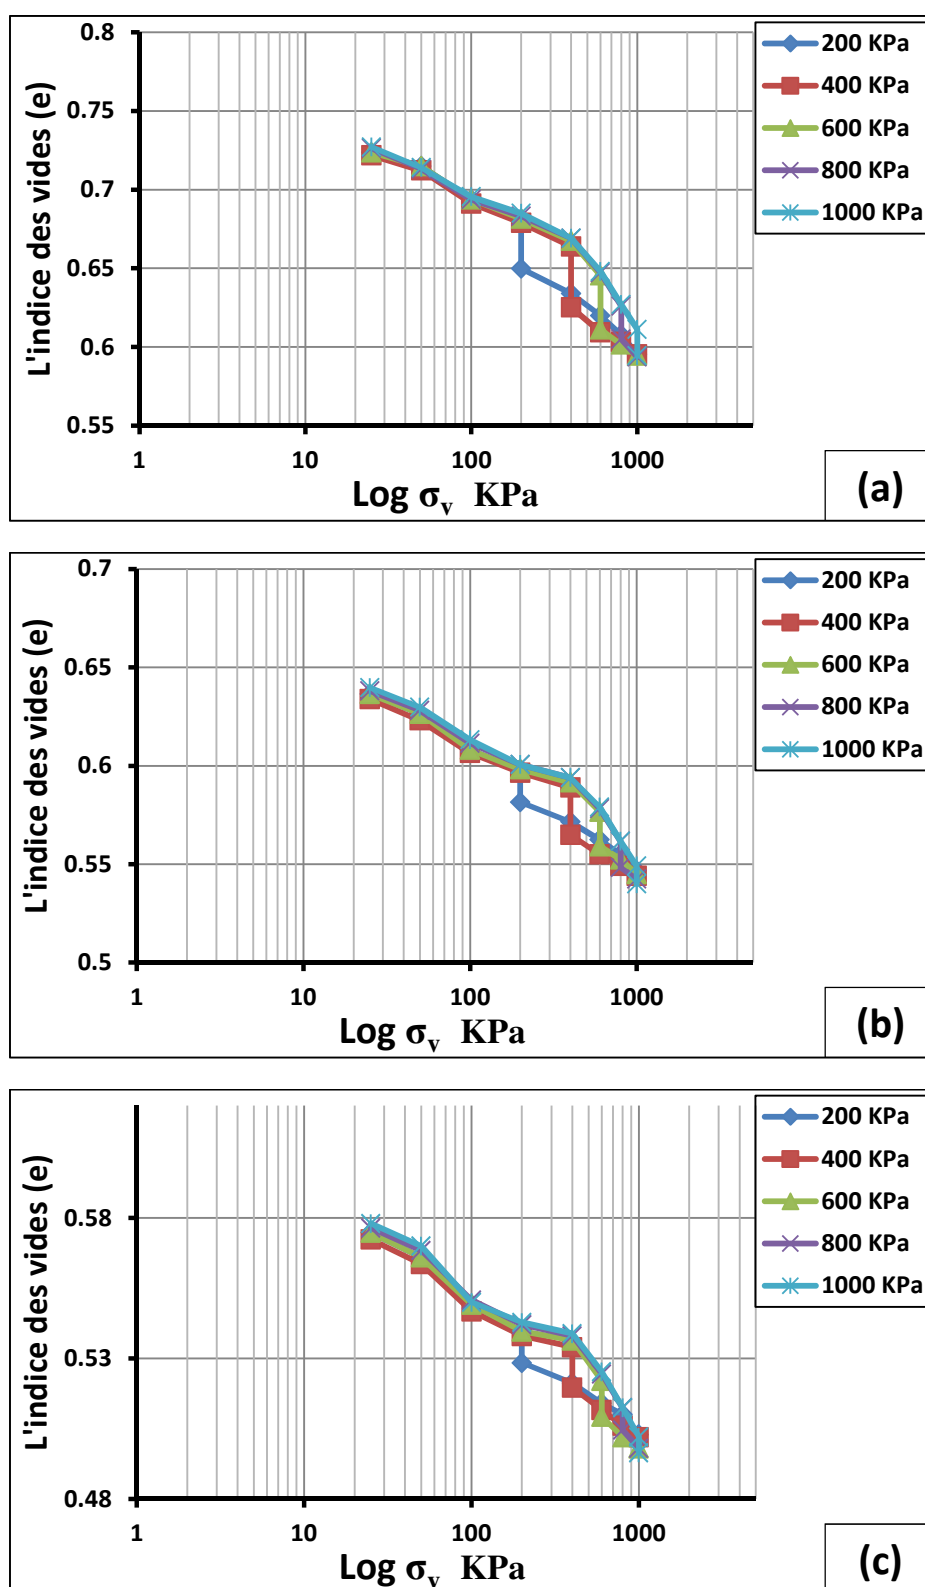 0.8
0.75
0.7
0.65
0.6
0.55
L'indice des vides (e)
1 10 100 1000
Log σv KPa
200 KPa
400 KPa
600 KPa
800 KPa
1000 KPa
(a)
0.7
0.65
0.6
0.55
0.5
L'indice des vides (e)
1 10 100 1000
Log σv KPa
200 KPa
400 KPa
600 KPa
800 KPa
1000 KPa
(b)
0.58
0.53
0.48
L'indice des vides (e)
1 10 100 1000
Log σv KPa
200 KPa
400 KPa
600 KPa
800 KPa
1000 KPa
(c)